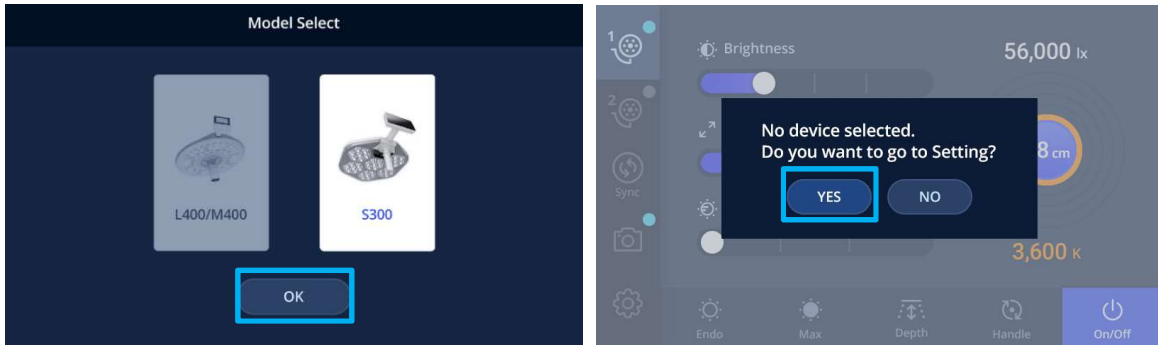 Model Select
L400/M400
S300
OK
1
Brightness
56,000 lx
2
No device selected.
Do you want to go to Setting?
8 cm
YES
NO
Sync
3,600 K
Endo
Max
Depth
Handle
On/Off